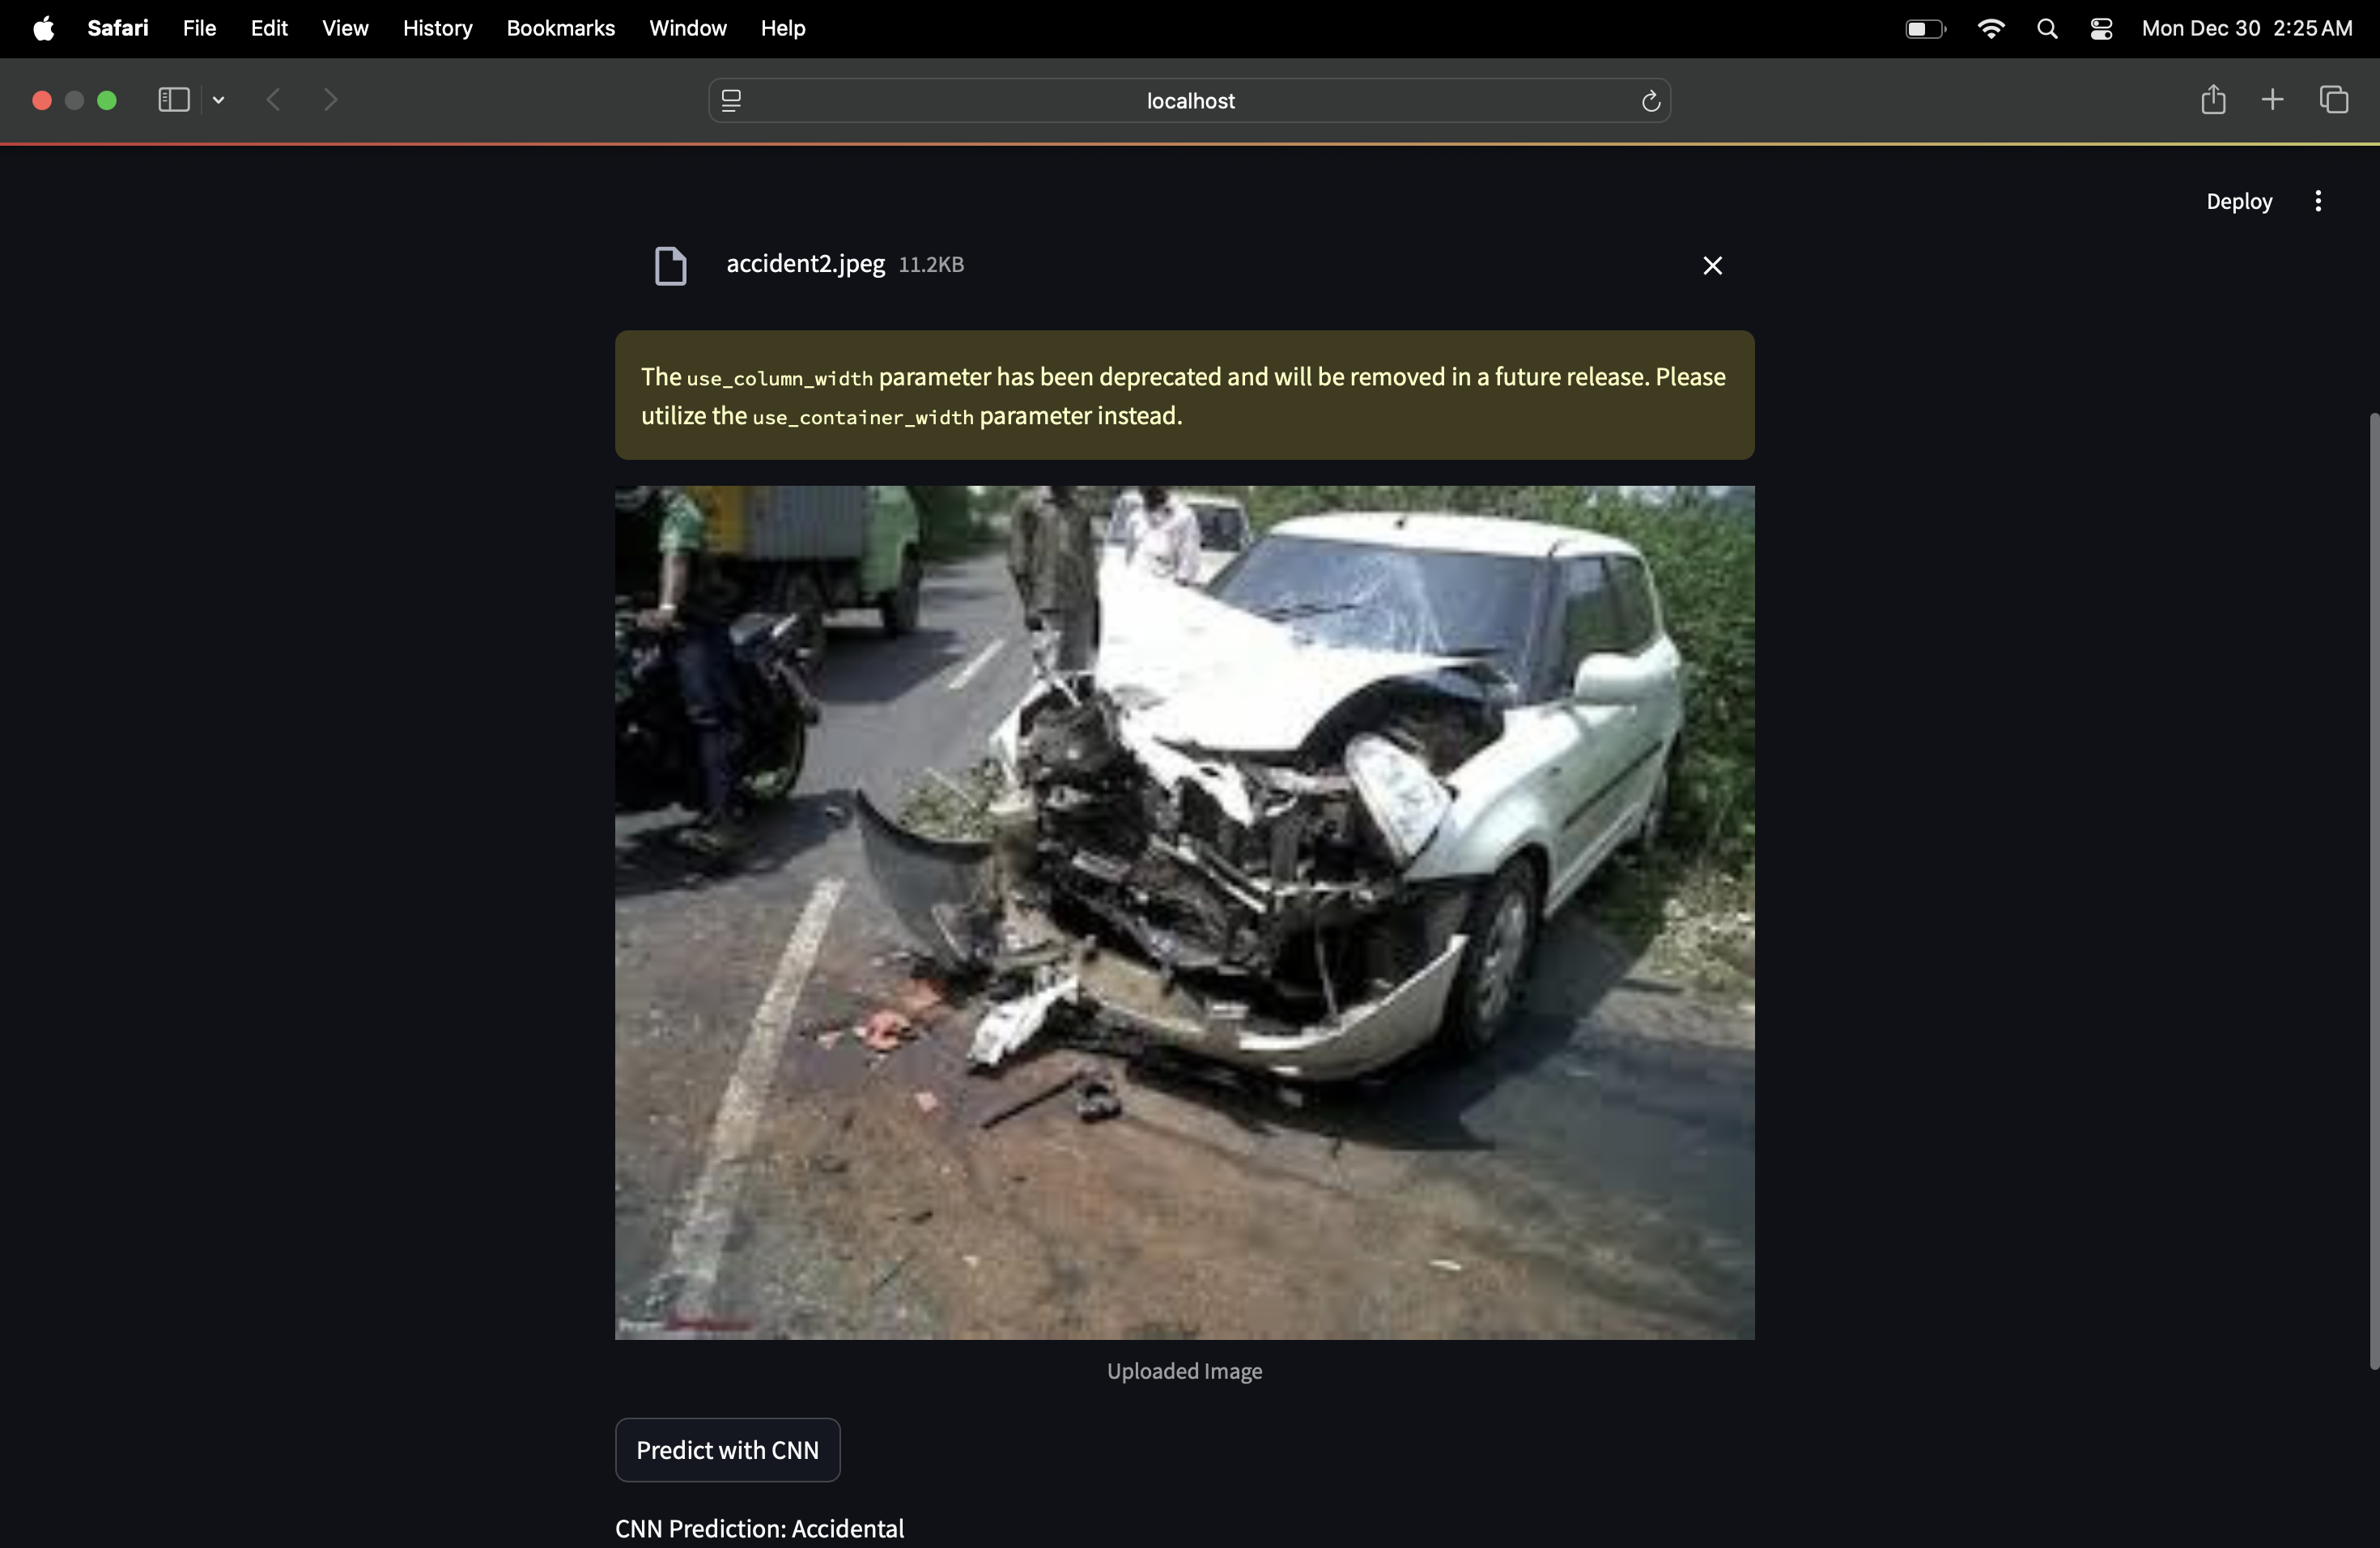 Safari File Edit View History Bookmarks Window Help Mon Dec 30 2:25 AM
localhost
Deploy
accident2.jpeg 11.2KB
The use_column_width parameter has been deprecated and will be removed in a future release. Please
utilize the use_container_width parameter instead.
Uploaded Image
Predict with CNN
CNN Prediction: Accidental